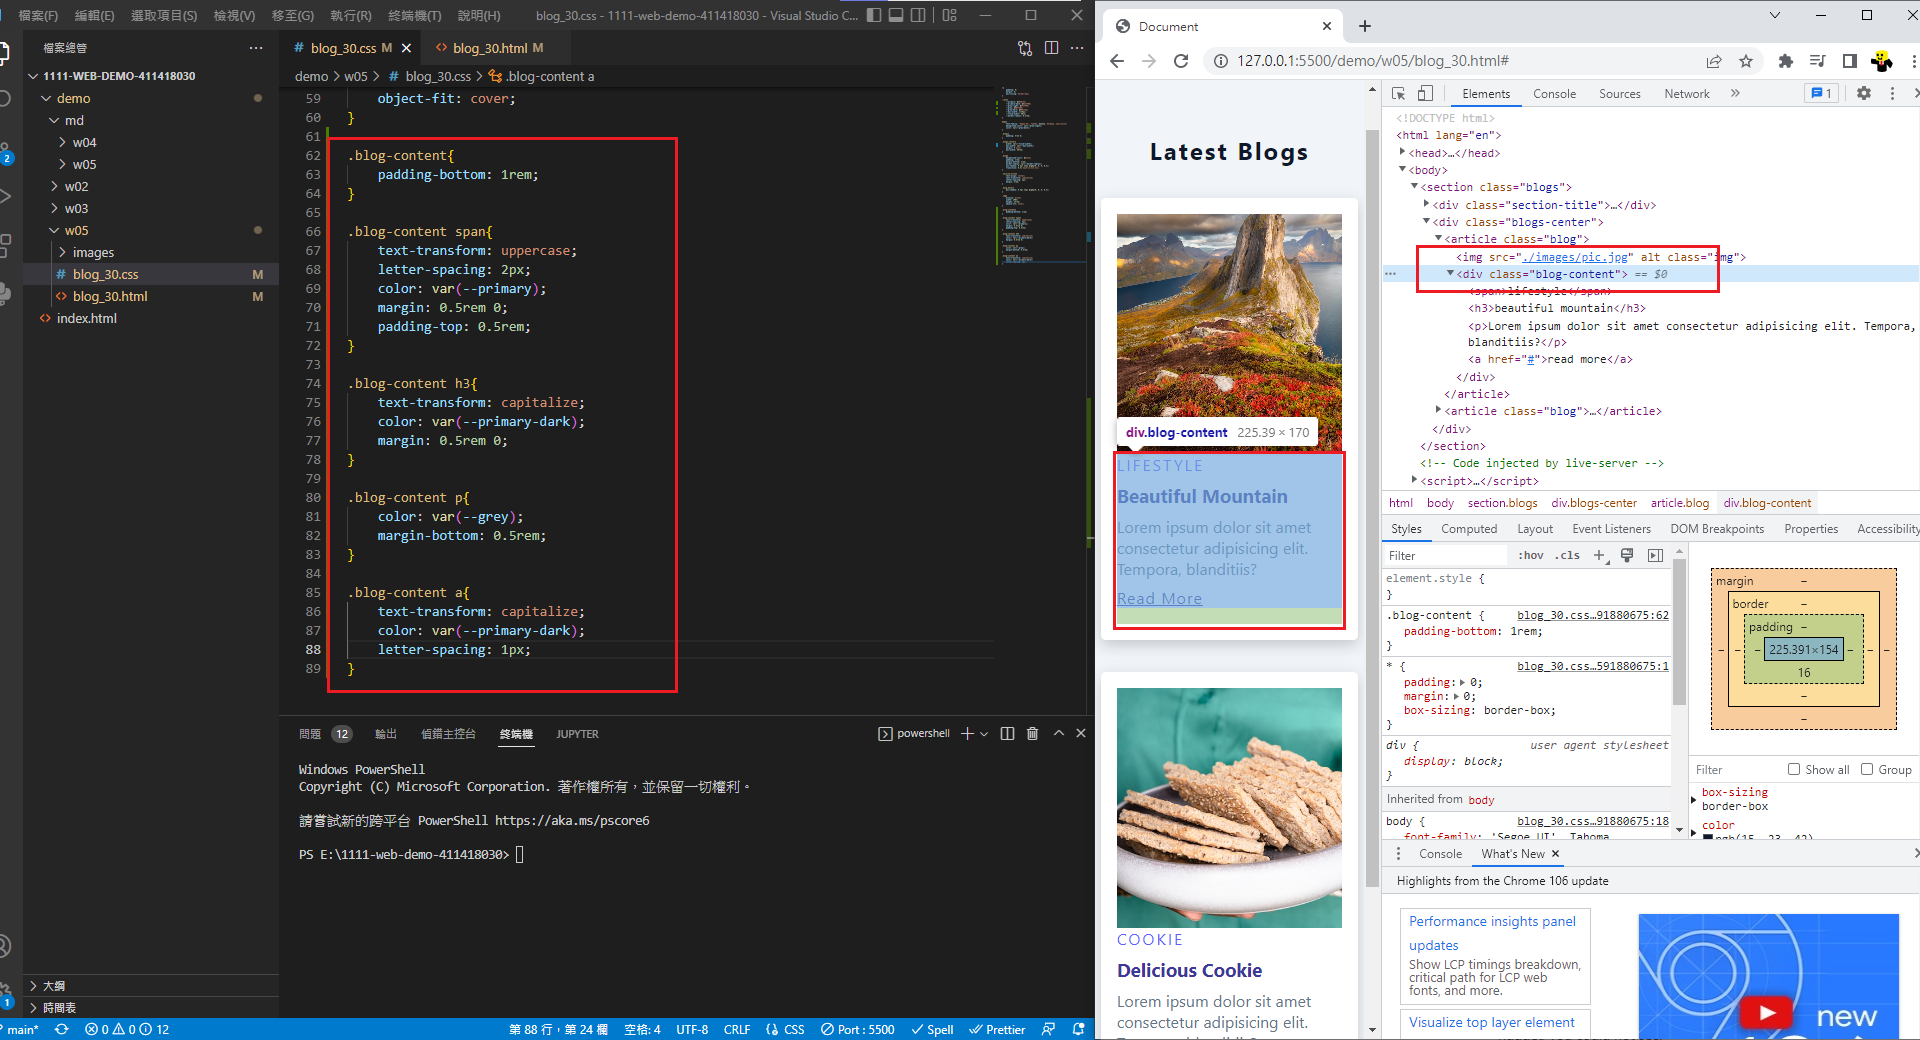 檔案(F) 編輯(E) 選取項目(S) 檢視(V) 移至(G) 執行(R) 終端機(T) 說明(H) blog_30.css - 1111-web-demo-411418030 - Visual Studio C...
檔案總管
1111-WEB-DEMO-411418030
demo
md
w04
w05
w02
w03
w05
images
# blog_30.css M
<> blog_30.html M
<> index.html
大綱
時間表
2
1
# blog_30.css M
<> blog_30.html M
demo > w05 > # blog_30.css > .blog-content a
59 object-fit: cover;
60 }
61
62 .blog-content{
63 padding-bottom: 1rem;
64 }
65
66 .blog-content span{
67 text-transform: uppercase;
68 letter-spacing: 2px;
69 color: var(--primary);
70 margin: 0.5rem 0;
71 padding-top: 0.5rem;
72 }
73
74 .blog-content h3{
75 text-transform: capitalize;
76 color: var(--primary-dark);
77 margin: 0.5rem 0;
78 }
79
80 .blog-content p{
81 color: var(--grey);
82 margin-bottom: 0.5rem;
83 }
84
85 .blog-content a{
86 text-transform: capitalize;
87 color: var(--primary-dark);
88 letter-spacing: 1px;
89 }
問題 12 輸出 偵錯主控台 終端機 JUPYTER
powershell
Windows PowerShell
Copyright (C) Microsoft Corporation. 著作權所有，並保留一切權利。
請嘗試新的跨平台 PowerShell https://aka.ms/pscore6
PS E:\1111-web-demo-411418030>
main* 0 0 12 第 88 行，第 24 欄 空格: 4 UTF-8 CRLF CSS Port : 5500 Spell Prettier
Document
127.0.0.1:5500/demo/w05/blog_30.html#
Latest Blogs
div.blog-content 225.39 × 170
LIFESTYLE
Beautiful Mountain
Lorem ipsum dolor sit amet
consectetur adipisicing elit.
Tempora, blanditiis?
Read More
COOKIE
Delicious Cookie
Lorem ipsum dolor sit amet
consectetur adipisicing elit.
Elements Console Sources Network » 1
<!DOCTYPE html>
<html lang="en">
<head>…</head>
<body>
<section class="blogs">
<div class="section-title">…</div>
<div class="blogs-center">
<article class="blog">
<img src="./images/pic.jpg" alt class="img">
<div class="blog-content"> == $0
<span>lifestyle</span>
<h3>beautiful mountain</h3>
<p>Lorem ipsum dolor sit amet consectetur adipisicing elit. Tempora,
blanditiis?</p>
<a href="#">read more</a>
</div>
</article>
<article class="blog">…</article>
</div>
</section>
<!-- Code injected by live-server -->
<script>…</script>
html body section.blogs div.blogs-center article.blog div.blog-content
Styles Computed Layout Event Listeners DOM Breakpoints Properties Accessibility
Filter :hov .cls +
element.style {
}
.blog-content { blog_30.css…91880675:62
padding-bottom: 1rem;
}
* { blog_30.css…591880675:1
padding: 0;
margin: 0;
box-sizing: border-box;
}
div { user agent stylesheet
display: block;
}
Inherited from body
body { blog_30.css…91880675:18
font-family: 'Segoe UI', Tahoma,
margin –
border –
padding –
– – – 225.391×154 – – –
16
–
–
Filter Show all Group
box-sizing
border-box
color
rgb(15, 23, 42)
Console What's New
Highlights from the Chrome 106 update
Performance insights panel
updates
Show LCP timings breakdown,
critical path for LCP web
fonts, and more.
Visualize top layer element
new